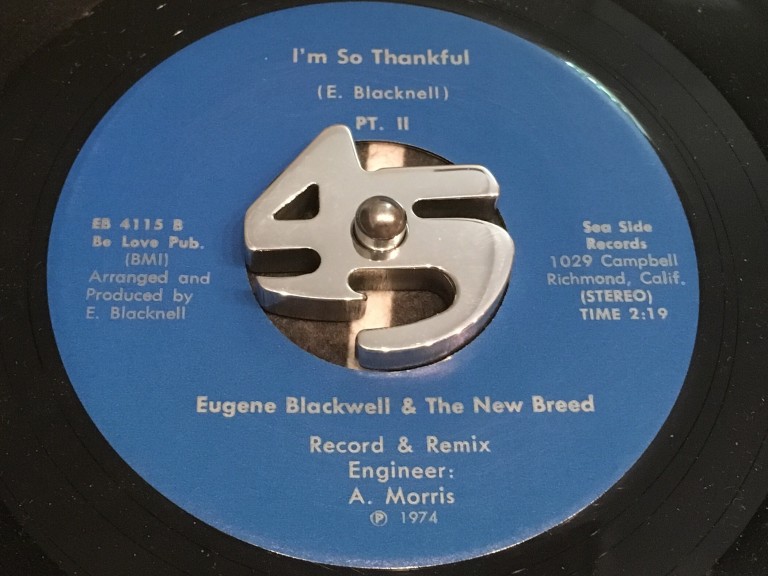 I'm So Thankful
(E. Blacknell)
PT. II
45
EB 4115 B
Be Love Pub.
(BMI)
Arranged and
Produced by
E. Blacknell
Sea Side
Records
1029 Campbell
Richmond, Calif.
(STEREO)
TIME 2:19
Eugene Blackwell & The New Breed
Record & Remix
Engineer:
A. Morris
℗ 1974